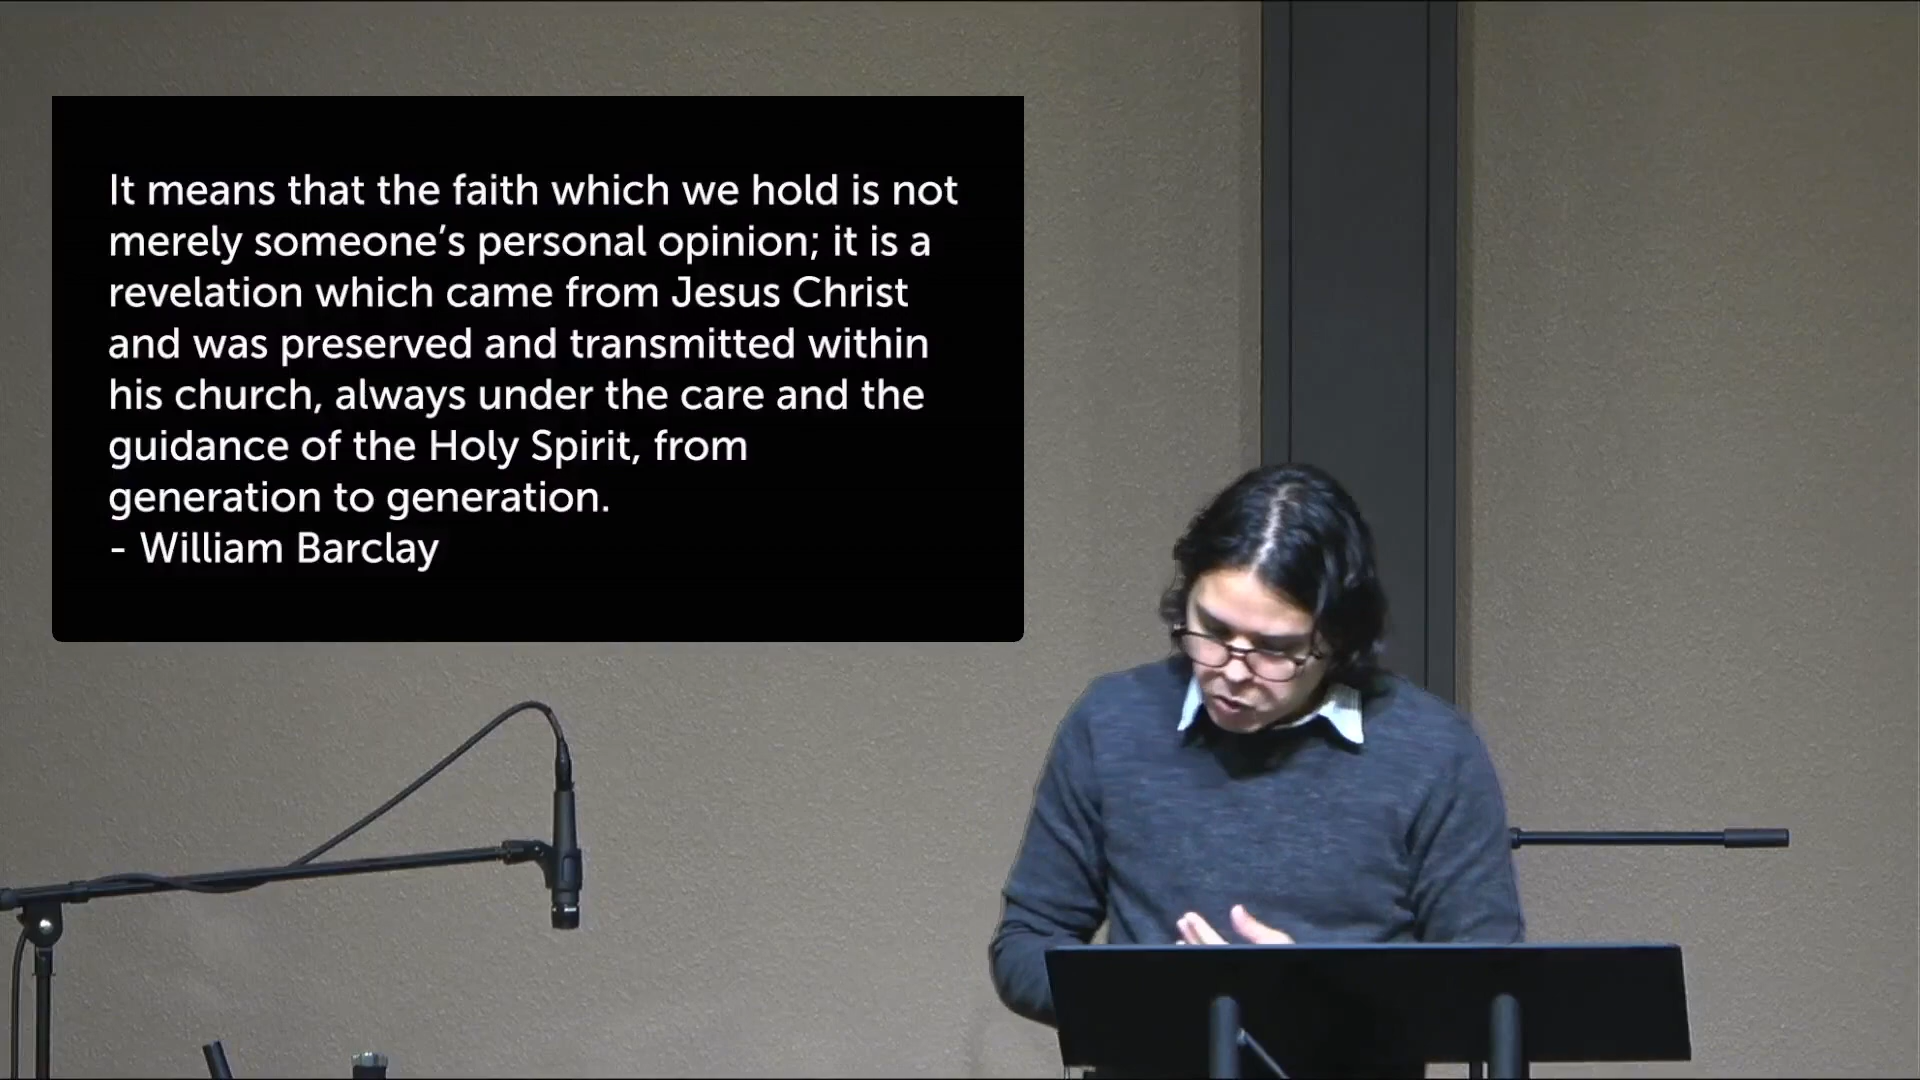 It means that the faith which we hold is not
merely someone’s personal opinion; it is a
revelation which came from Jesus Christ
and was preserved and transmitted within
his church, always under the care and the
guidance of the Holy Spirit, from
generation to generation.
- William Barclay